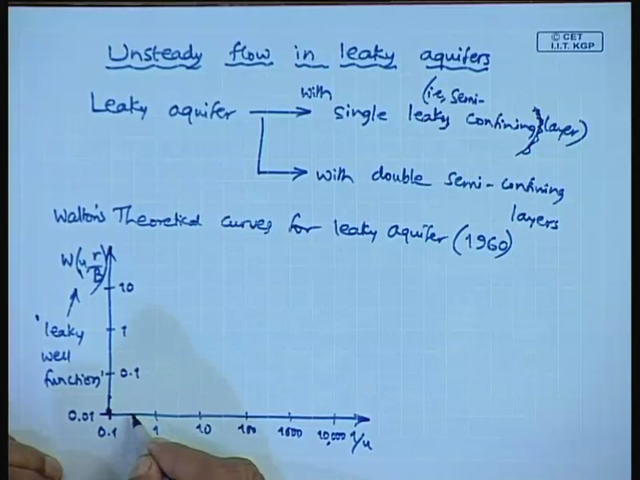 © CET
I.I.T. KGP
Unsteady flow in leaky aquifers
Leaky aquifer → with single leaky confining (i.e, semi- layer)
→ with double semi-confining layers
Walton's Theoretical curves for leaky aquifer (1960)
W(u, r/B)
'leaky
well
function'
10
1
0.1
0.01
0.1 1 10 100 1000 10,000 1/u